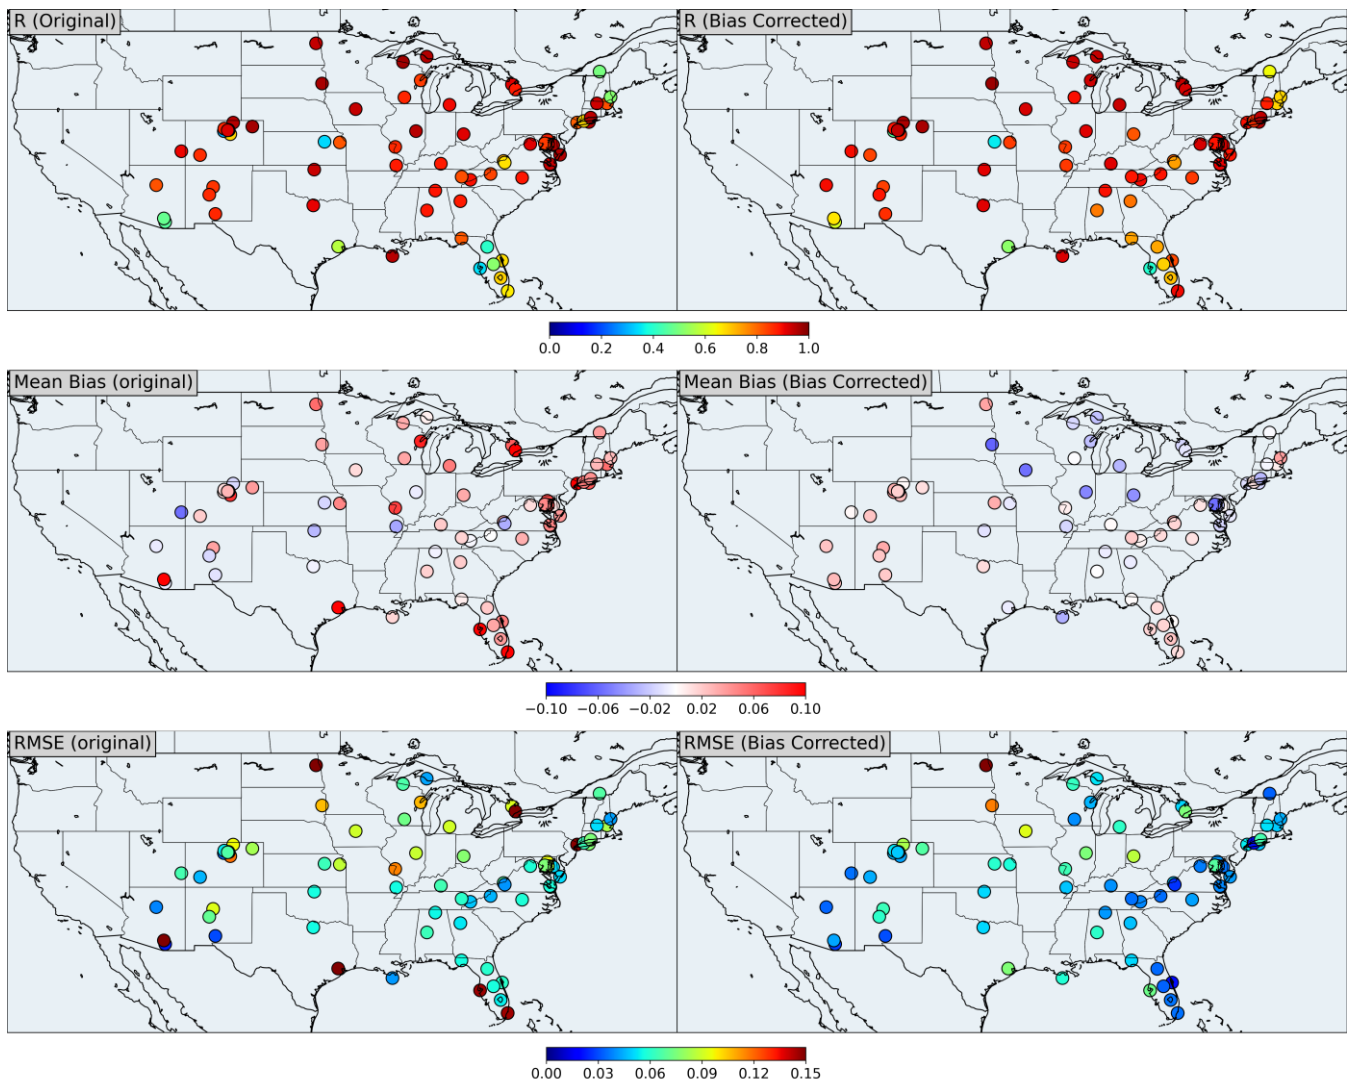 R (Original)
R (Bias Corrected)
0.0 0.2 0.4 0.6 0.8 1.0
Mean Bias (original)
Mean Bias (Bias Corrected)
−0.10 −0.06 −0.02 0.02 0.06 0.10
RMSE (original)
RMSE (Bias Corrected)
0.00 0.03 0.06 0.09 0.12 0.15